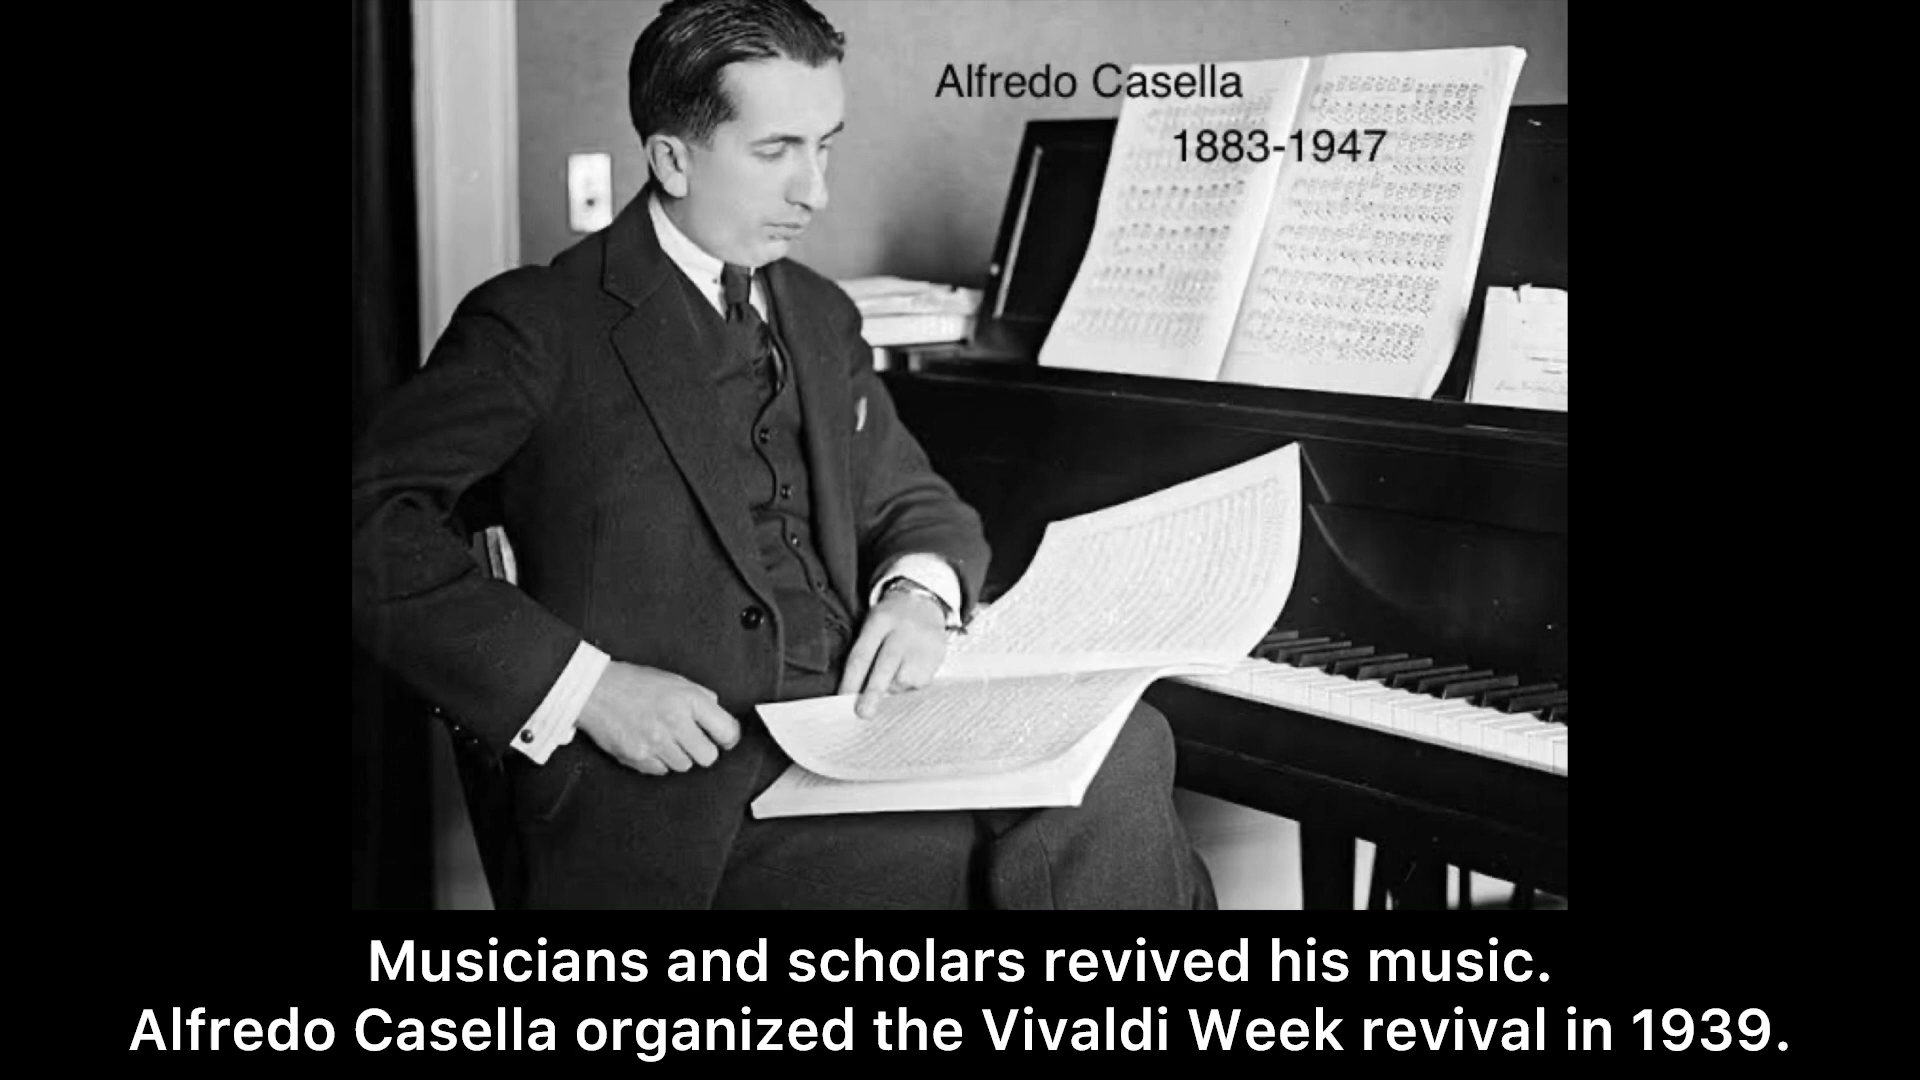 Alfredo Casella
1883-1947
Musicians and scholars revived his music.
Alfredo Casella organized the Vivaldi Week revival in 1939.